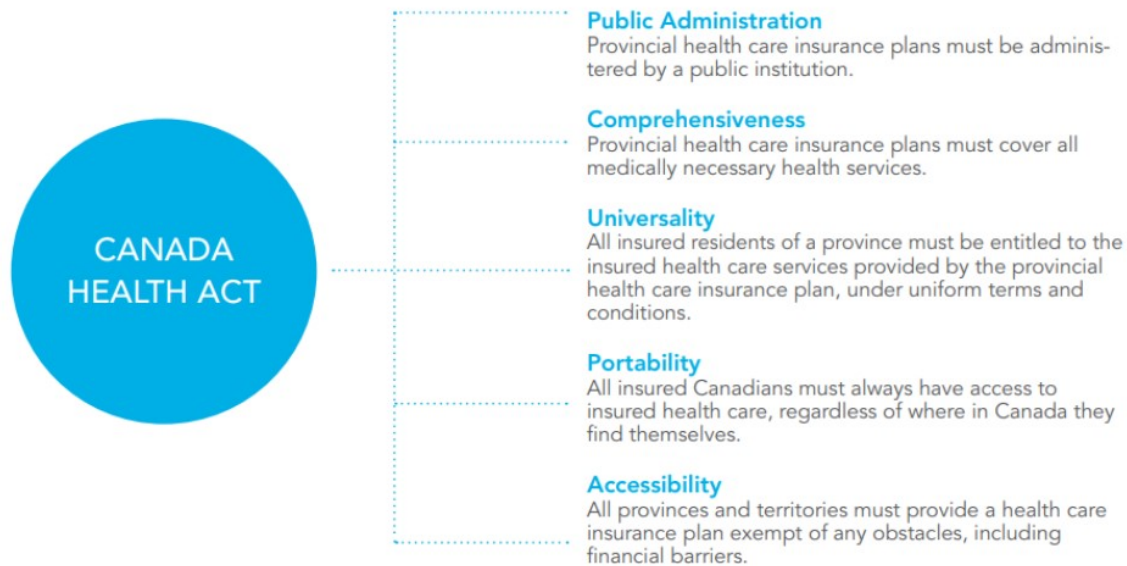 CANADA
HEALTH ACT
Public Administration
Provincial health care insurance plans must be adminis-
tered by a public institution.
Comprehensiveness
Provincial health care insurance plans must cover all
medically necessary health services.
Universality
All insured residents of a province must be entitled to the
insured health care services provided by the provincial
health care insurance plan, under uniform terms and
conditions.
Portability
All insured Canadians must always have access to
insured health care, regardless of where in Canada they
find themselves.
Accessibility
All provinces and territories must provide a health care
insurance plan exempt of any obstacles, including
financial barriers.